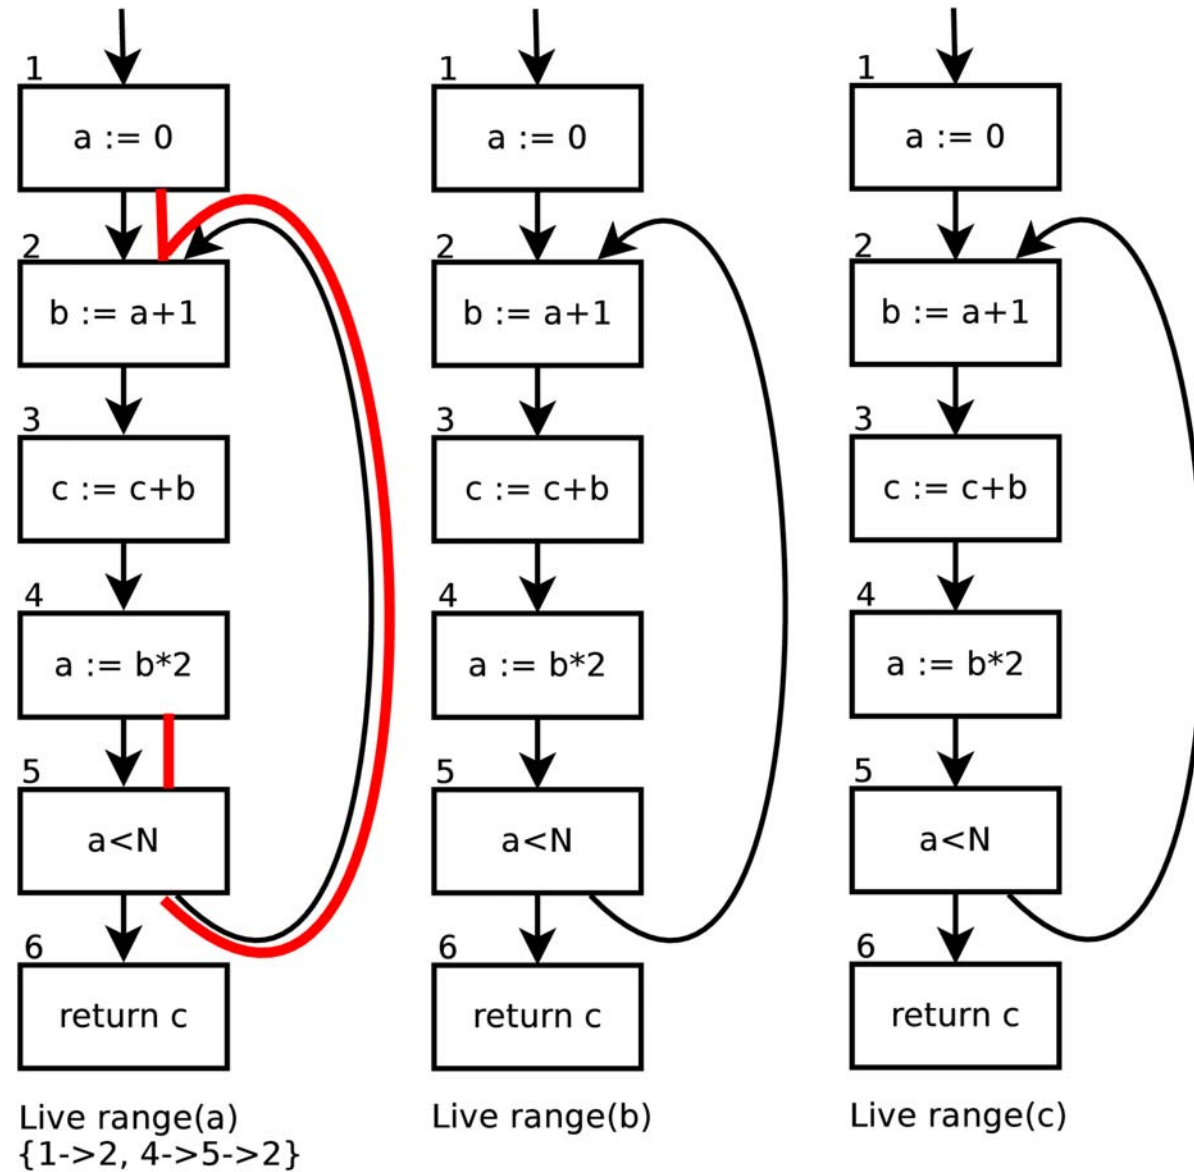 1
a := 0
2
b := a+1
3
c := c+b
4
a := b*2
5
a<N
6
return c
Live range(a)
{1->2, 4->5->2}
1
a := 0
2
b := a+1
3
c := c+b
4
a := b*2
5
a<N
6
return c
Live range(b)
1
a := 0
2
b := a+1
3
c := c+b
4
a := b*2
5
a<N
6
return c
Live range(c)